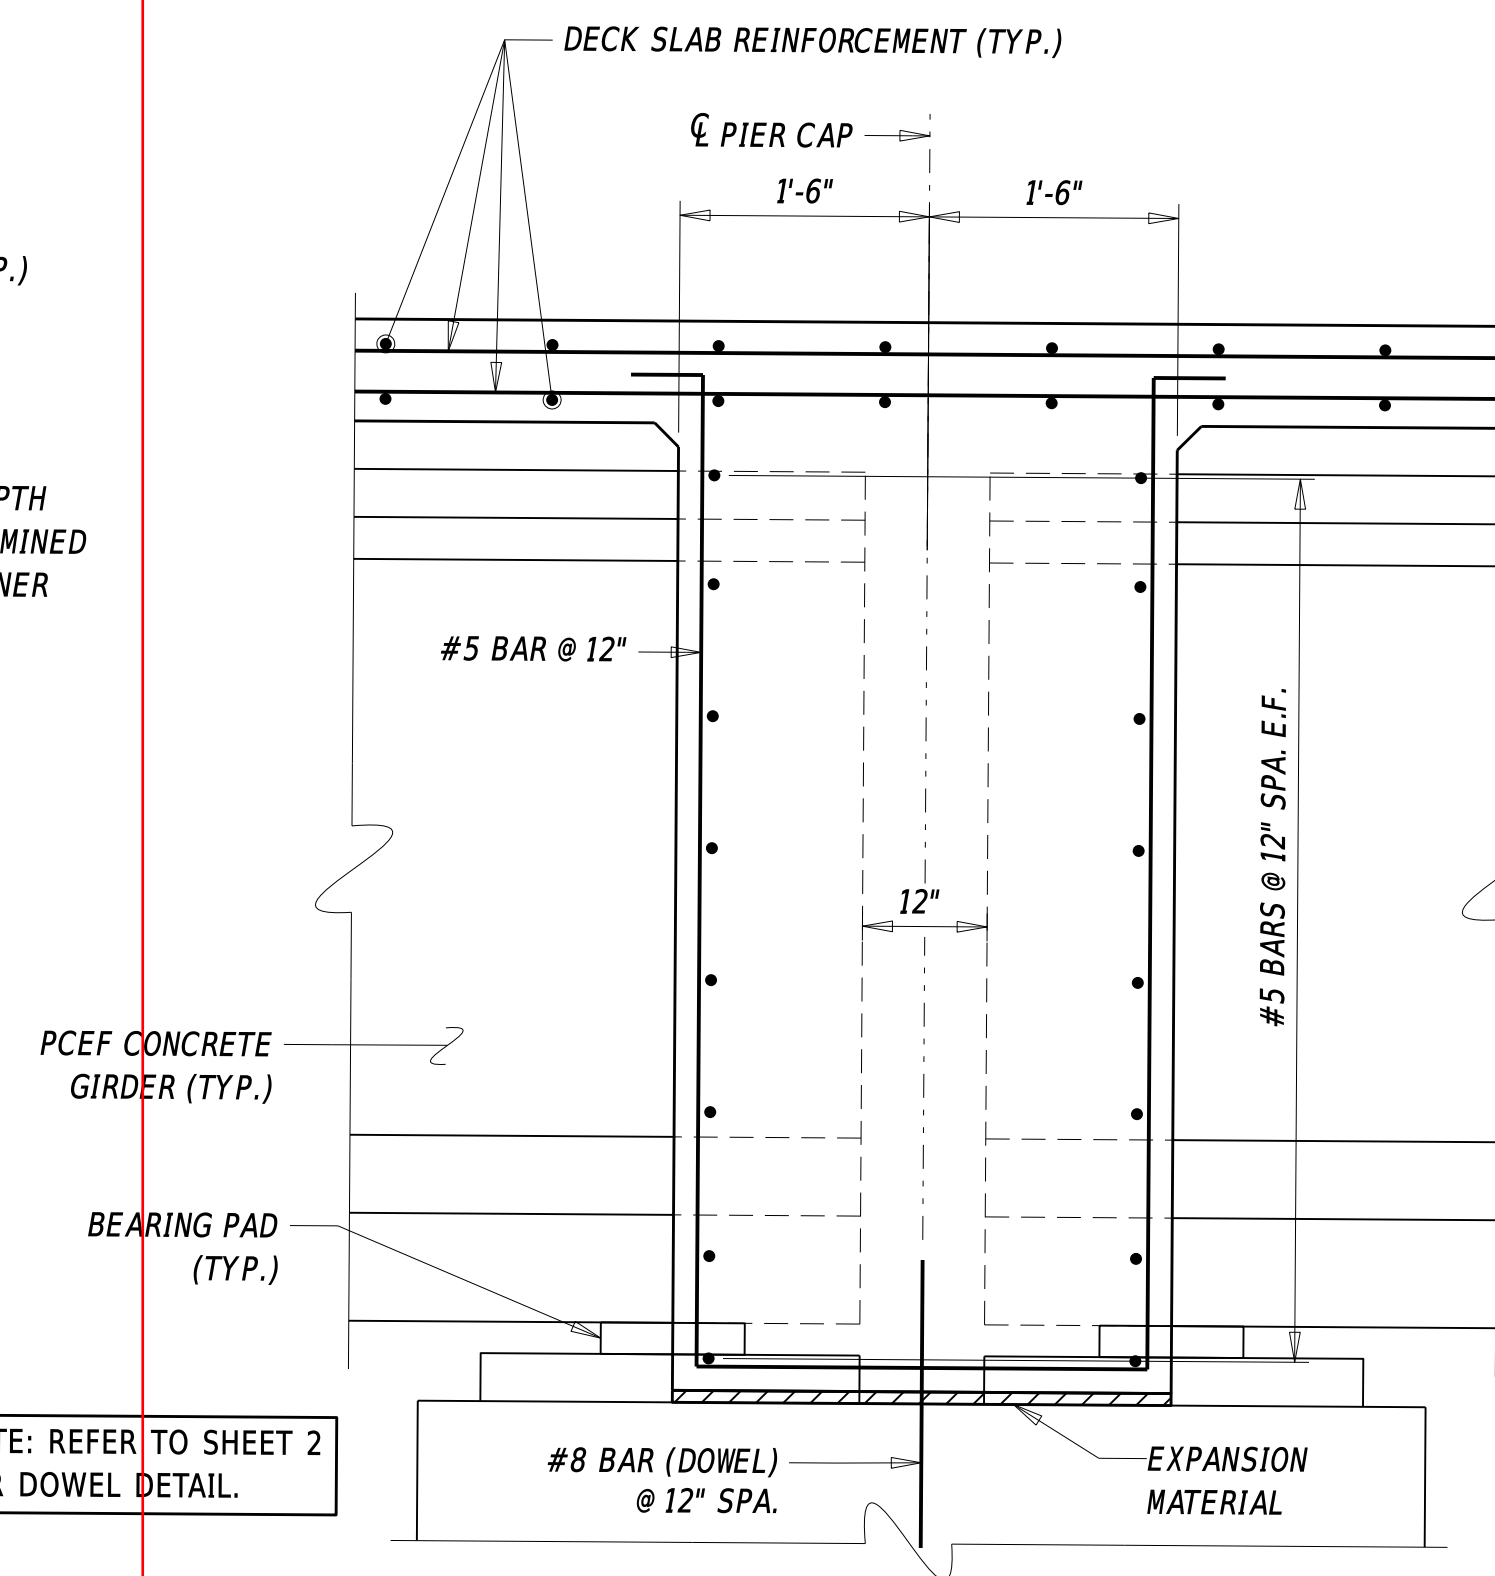 DECK SLAB REINFORCEMENT (TYP.)
℄ PIER CAP
1'-6"
1'-6"
P.)
PTH
MINED
NER
#5 BAR @ 12"
#5 BARS @ 12" SPA. E.F.
12"
PCEF CONCRETE
GIRDER (TYP.)
BEARING PAD
(TYP.)
TE: REFER TO SHEET 2
R DOWEL DETAIL.
#8 BAR (DOWEL)
@ 12" SPA.
EXPANSION
MATERIAL